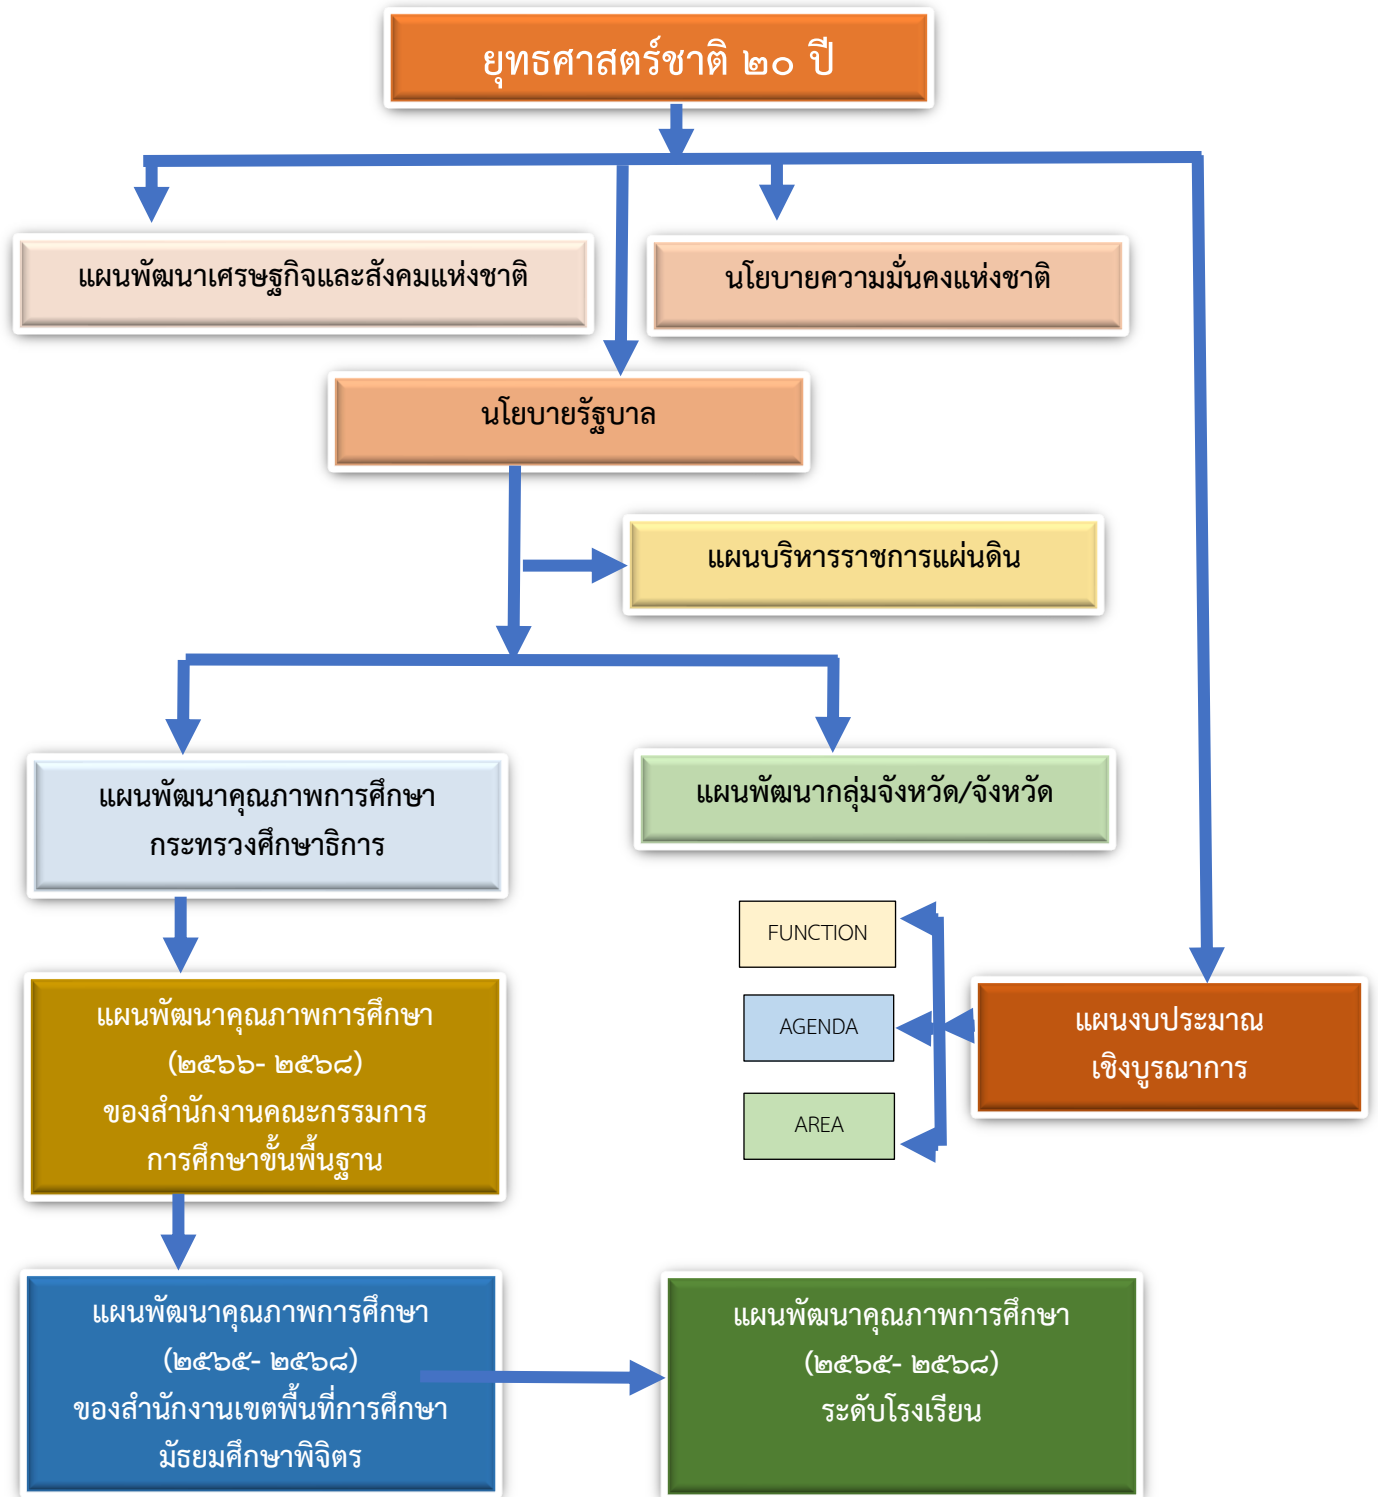 ยุทธศาสตร์ชาติ ๒๐ ปี
แผนพัฒนาเศรษฐกิจและสังคมแห่งชาติ
นโยบายความมั่นคงแห่งชาติ
นโยบายรัฐบาล
แผนบริหารราชการแผ่นดิน
แผนพัฒนาคุณภาพการศึกษา
กระทรวงศึกษาธิการ
แผนพัฒนากลุ่มจังหวัด/จังหวัด
FUNCTION
AGENDA
AREA
แผนงบประมาณ
เชิงบูรณาการ
แผนพัฒนาคุณภาพการศึกษา
(๒๕๖๖- ๒๕๖๘)
ของสำนักงานคณะกรรมการ
การศึกษาขั้นพื้นฐาน
แผนพัฒนาคุณภาพการศึกษา
(๒๕๖๕- ๒๕๖๘)
ของสำนักงานเขตพื้นที่การศึกษา
มัธยมศึกษาพิจิตร
แผนพัฒนาคุณภาพการศึกษา
(๒๕๖๕- ๒๕๖๘)
ระดับโรงเรียน